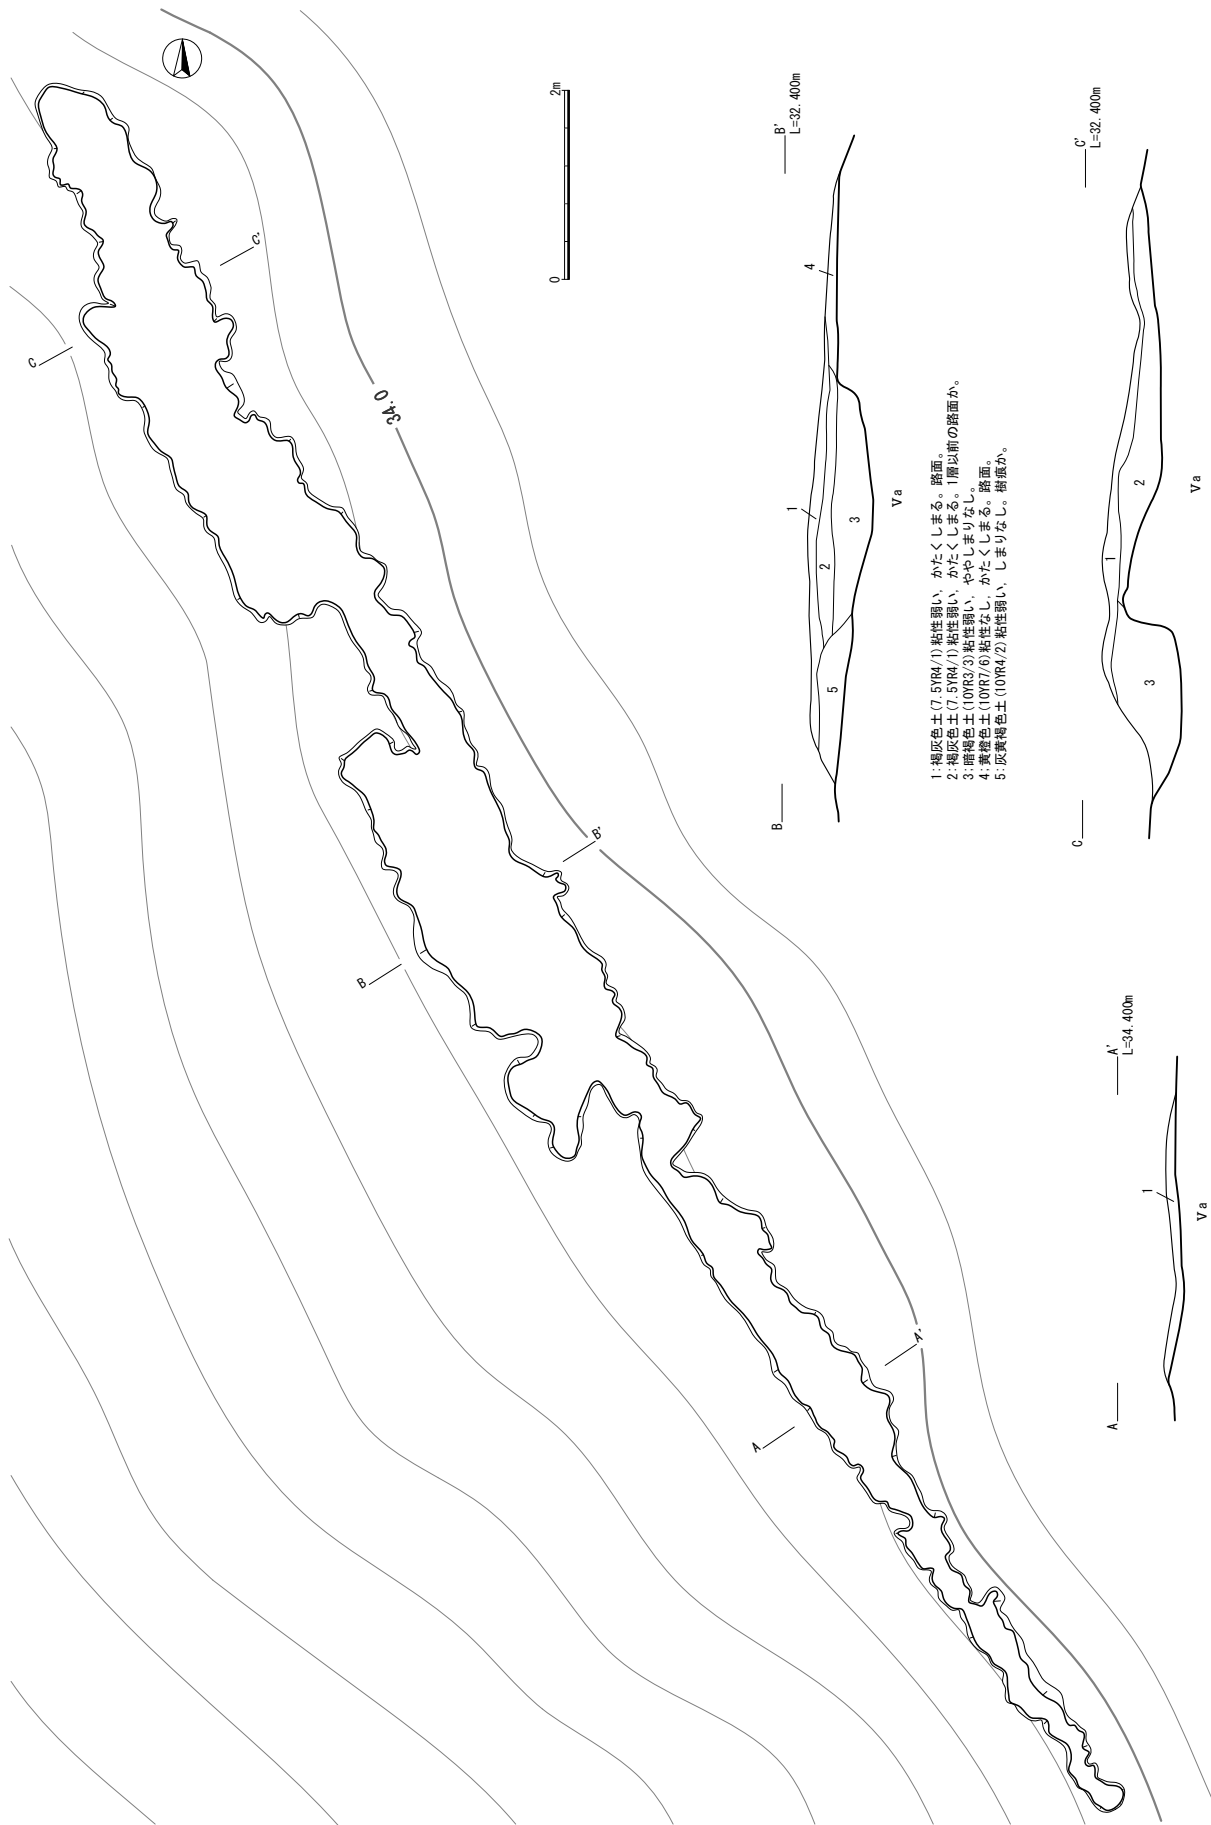 34.0
C
C'
B
B'
A
A'
0
2m
B
B'
L=32.400m
1
2
3
4
5
Ⅴa
1:褐灰色土(7.5YR4/1)粘性弱い、かたくしまる。路面。
2:褐灰色土(7.5YR4/1)粘性弱い、かたくしまる。1層以前の路面か。
3:暗褐色土(10YR3/3)粘性弱い、ややしまりなし。
4:黄橙色土(10YR7/6)粘性なし、かたくしまる。路面。
5:灰黄褐色土(10YR4/2)粘性弱い、しまりなし。樹痕か。
C
C'
L=32.400m
1
2
3
Ⅴa
A
A'
L=34.400m
1
Ⅴa